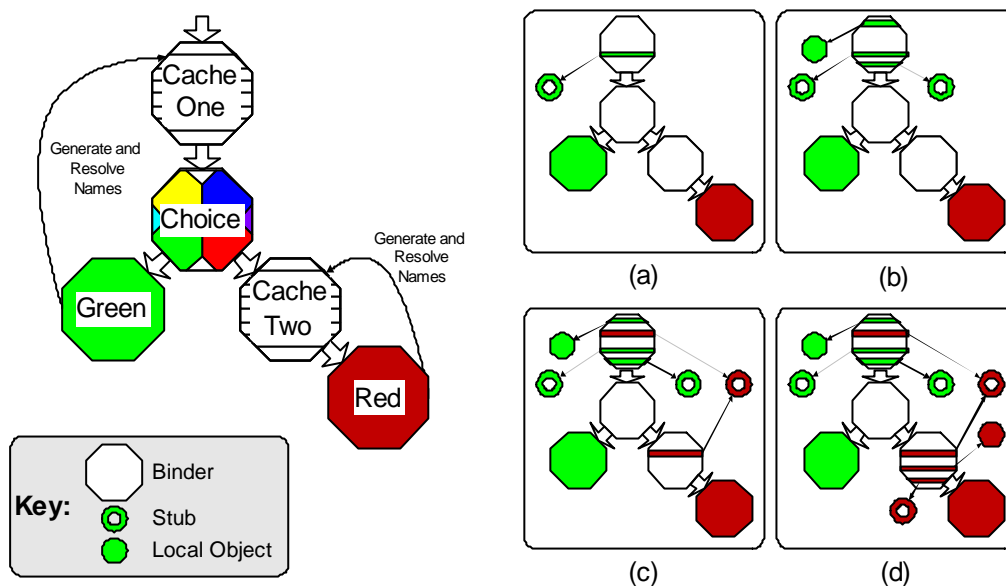 Cache
One
Generate and
Resolve
Names
Choice
Generate and
Resolve
Names
Green
Cache
Two
Red
Key:
Binder
Stub
Local Object
(a)
(b)
(c)
(d)